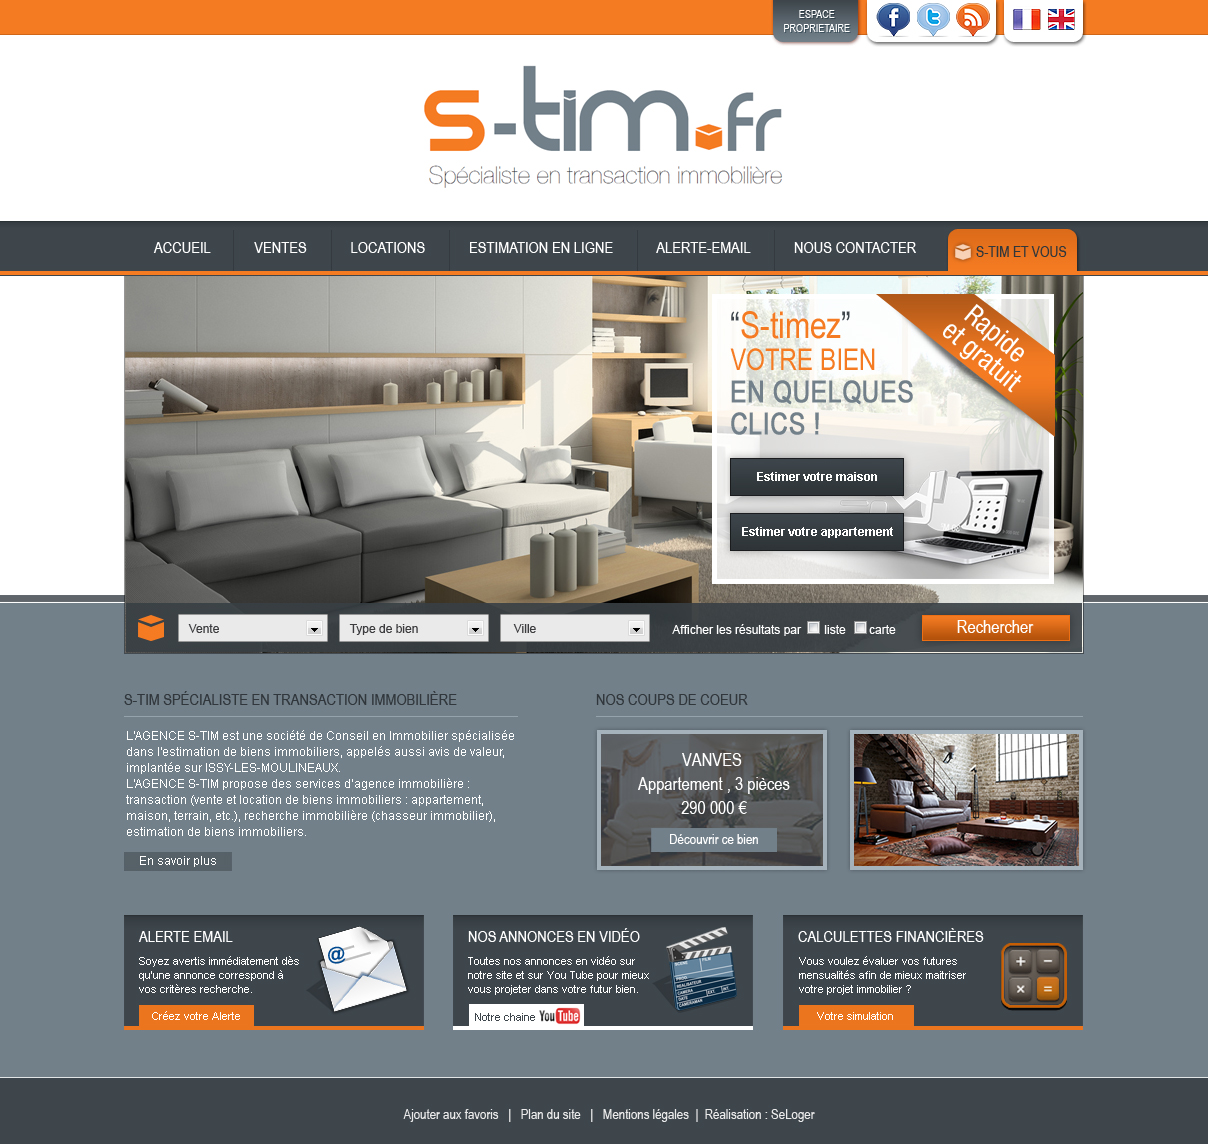 ESPACE
PROPRIETAIRE
S-tim.fr
Spécialiste en transaction immobilière
ACCUEIL
VENTES
LOCATIONS
ESTIMATION EN LIGNE
ALERTE-EMAIL
NOUS CONTACTER
S-TIM ET VOUS
“S-timez”
VOTRE BIEN
EN QUELQUES
CLICS !
Rapide
et gratuit
Estimer votre maison
Estimer votre appartement
Vente
Type de bien
Ville
Afficher les résultats par
liste
carte
Rechercher
S-TIM SPÉCIALISTE EN TRANSACTION IMMOBILIÈRE
L'AGENCE S-TIM est une société de Conseil en Immobilier spécialisée
dans l'estimation de biens immobiliers, appelés aussi avis de valeur,
implantée sur ISSY-LES-MOULINEAUX.
L'AGENCE S-TIM propose des services d'agence immobilière :
transaction (vente et location de biens immobiliers : appartement,
maison, terrain, etc.), recherche immobilière (chasseur immobilier),
estimation de biens immobiliers.
En savoir plus
NOS COUPS DE COEUR
VANVES
Appartement , 3 pièces
290 000 €
Découvrir ce bien
ALERTE EMAIL
Soyez avertis immédiatement dès
qu'une annonce correspond à
vos critères recherche.
Créez votre Alerte
NOS ANNONCES EN VIDÉO
Toutes nos annonces en vidéo sur
notre site et sur You Tube pour mieux
vous projeter dans votre futur bien.
Notre chaine YouTube
CALCULETTES FINANCIÈRES
Vous voulez évaluer vos futures
mensualités afin de mieux maitriser
votre projet immobilier ?
Votre simulation
Ajouter aux favoris | Plan du site | Mentions légales | Réalisation : SeLoger